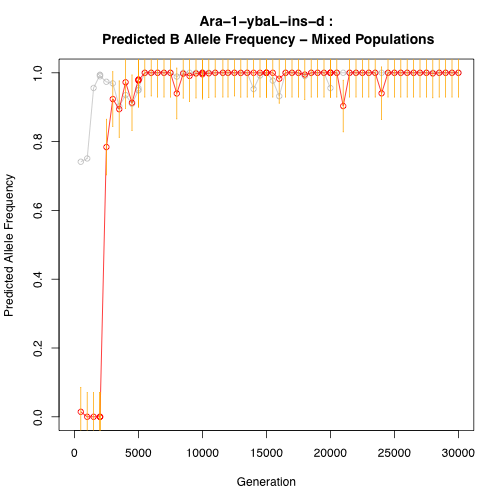 Ara−1−ybaL−ins−d :
Predicted B Allele Frequency − Mixed Populations
Predicted Allele Frequency
1.0
0.8
0.6
0.4
0.2
0.0
0 5000 10000 15000 20000 25000 30000
Generation